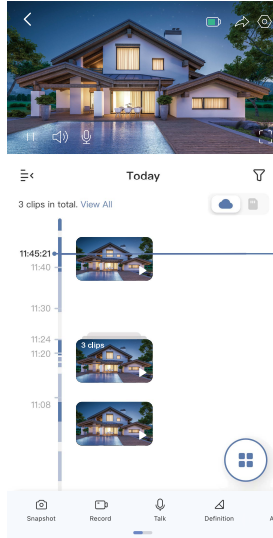 Today
3 clips in total. View All
11:45:21
11:40
11:30
11:24
3 clips
11:20
11:08
Snapshot Record Talk Definition A